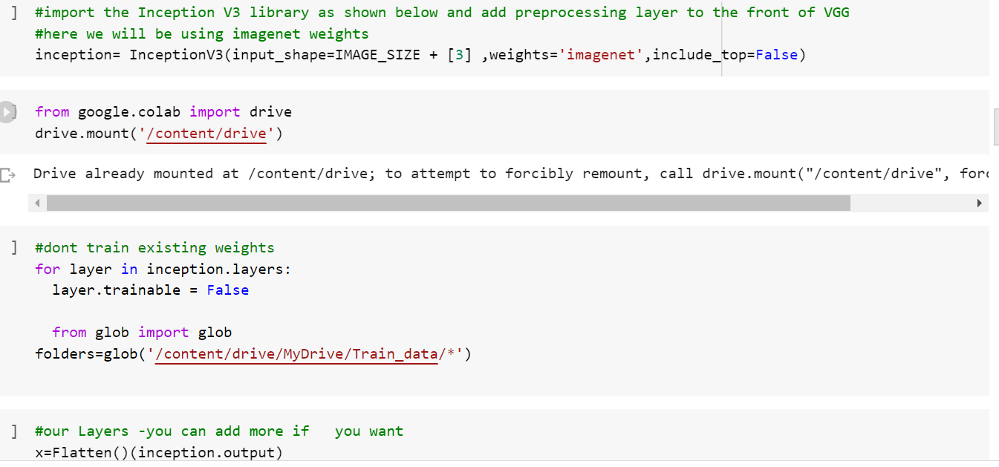 ] #import the Inception V3 library as shown below and add preprocessing layer to the front of VGG
#here we will be using imagenet weights
inception= InceptionV3(input_shape=IMAGE_SIZE + [3] ,weights='imagenet',include_top=False)
] from google.colab import drive
drive.mount('/content/drive')
Drive already mounted at /content/drive; to attempt to forcibly remount, call drive.mount("/content/drive", forc
] #dont train existing weights
for layer in inception.layers:
  layer.trainable = False
  from glob import glob
folders=glob('/content/drive/MyDrive/Train_data/*')
] #our Layers -you can add more if   you want
x=Flatten()(inception.output)